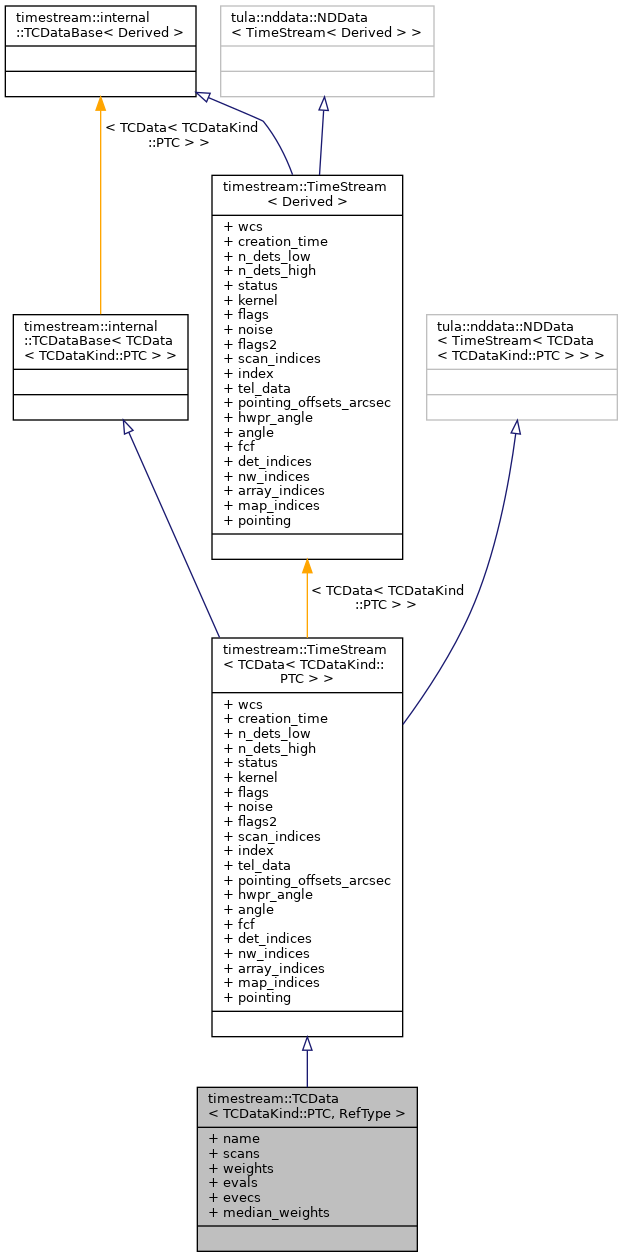 timestream::internal
::TCDataBase< Derived >
tula::nddata::NDData
< TimeStream< Derived > >
< TCData< TCDataKind
::PTC > >
timestream::TimeStream
< Derived >
+ wcs
+ creation_time
+ n_dets_low
+ n_dets_high
+ status
+ kernel
+ flags
+ noise
+ flags2
+ scan_indices
+ index
+ tel_data
+ pointing_offsets_arcsec
+ hwpr_angle
+ angle
+ fcf
+ det_indices
+ nw_indices
+ array_indices
+ map_indices
+ pointing
timestream::internal
::TCDataBase< TCData
< TCDataKind::PTC > >
tula::nddata::NDData
< TimeStream< TCData
< TCDataKind::PTC > > >
< TCData< TCDataKind
::PTC > >
timestream::TimeStream
< TCData< TCDataKind::
PTC > >
+ wcs
+ creation_time
+ n_dets_low
+ n_dets_high
+ status
+ kernel
+ flags
+ noise
+ flags2
+ scan_indices
+ index
+ tel_data
+ pointing_offsets_arcsec
+ hwpr_angle
+ angle
+ fcf
+ det_indices
+ nw_indices
+ array_indices
+ map_indices
+ pointing
timestream::TCData
< TCDataKind::PTC, RefType >
+ name
+ scans
+ weights
+ evals
+ evecs
+ median_weights